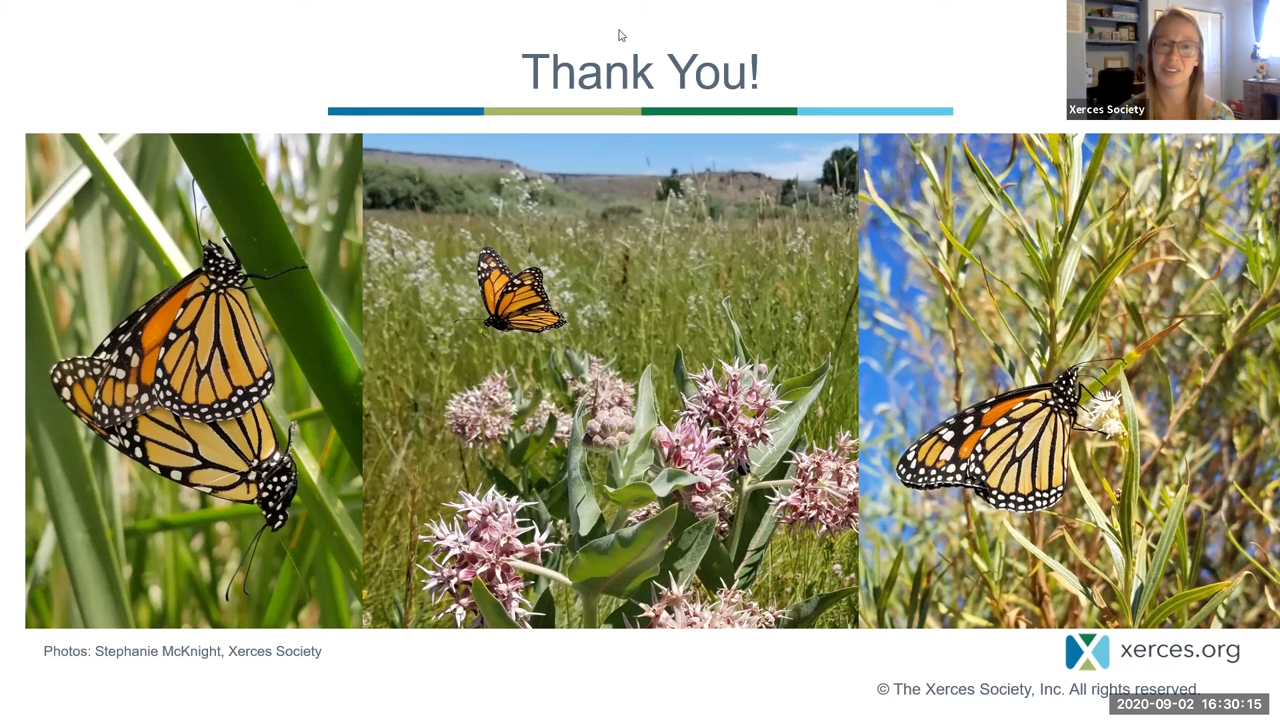 Thank You!
Xerces Society
Photos: Stephanie McKnight, Xerces Society
xerces.org
© The Xerces Society, Inc. All rights reserved.
2020-09-02 16:30:15